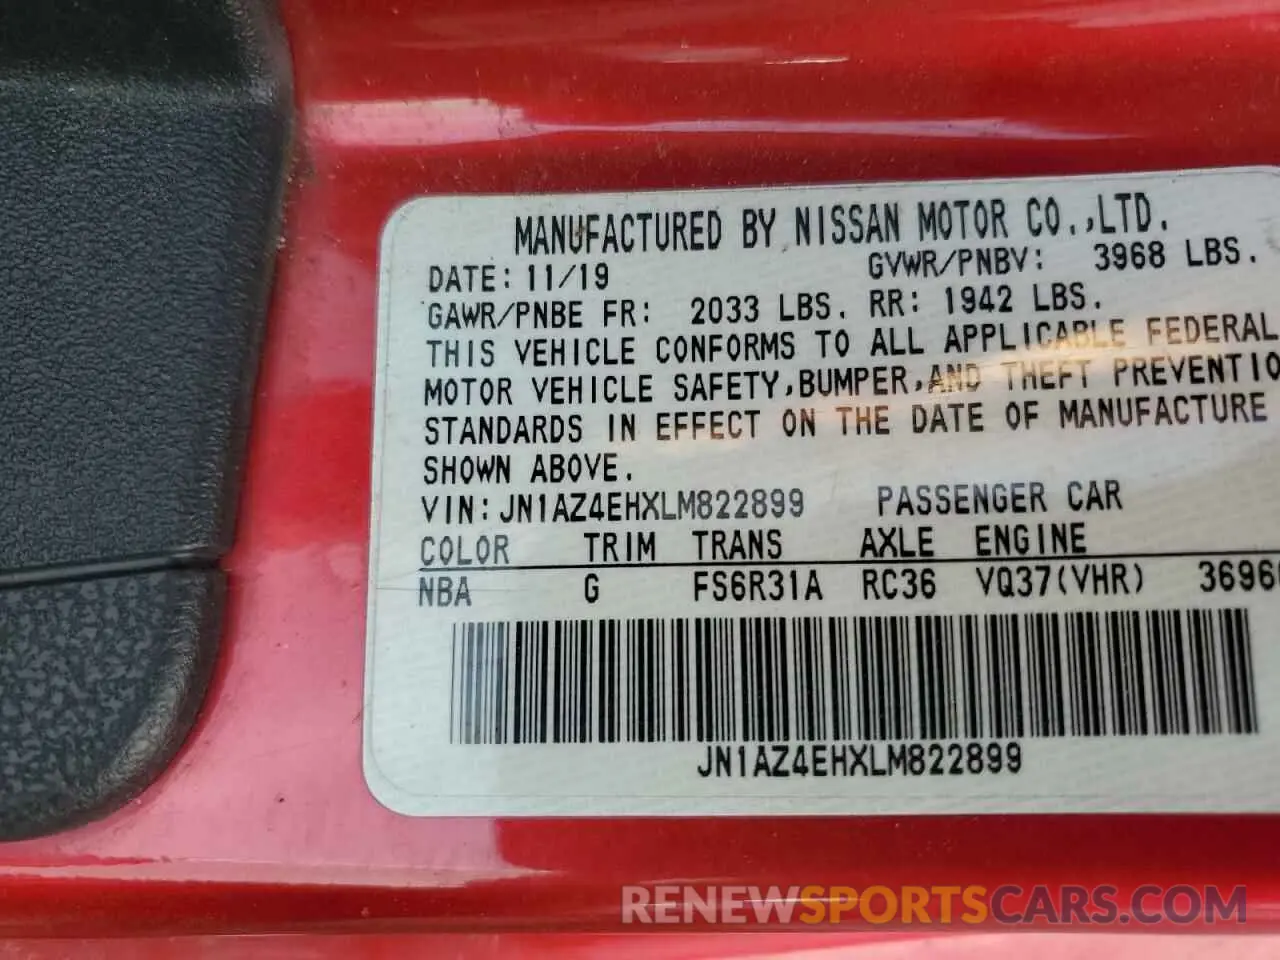 MANUFACTURED BY NISSAN MOTOR CO.,LTD.
DATE: 11/19 GVWR/PNBV: 3968 LBS.
GAWR/PNBE FR: 2033 LBS. RR: 1942 LBS.
THIS VEHICLE CONFORMS TO ALL APPLICABLE FEDERAL
MOTOR VEHICLE SAFETY,BUMPER,AND THEFT PREVENTIO
STANDARDS IN EFFECT ON THE DATE OF MANUFACTURE
SHOWN ABOVE.
VIN: JN1AZ4EHXLM822899 PASSENGER CAR
COLOR TRIM TRANS AXLE ENGINE
NBA G FS6R31A RC36 VQ37(VHR) 3696
JN1AZ4EHXLM822899
RENEWSPORTSCARS.COM